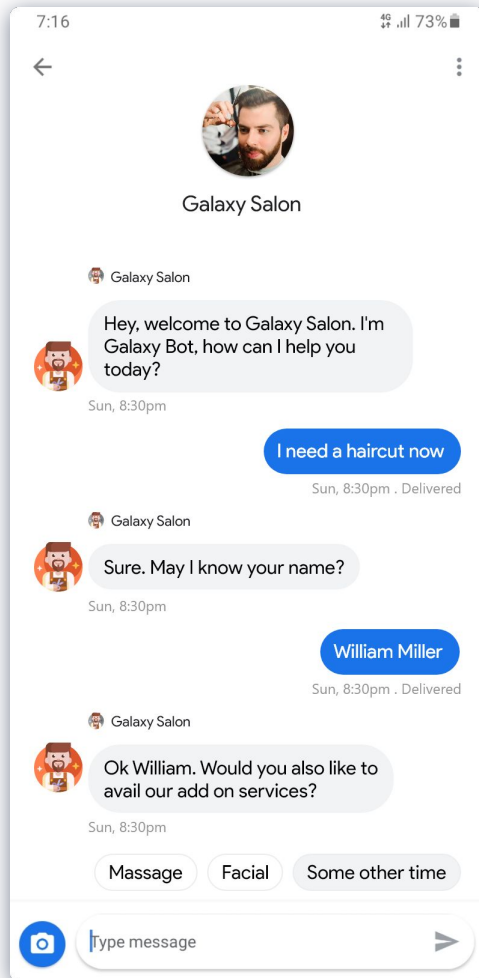 7:16 4G 73%
Galaxy Salon
Galaxy Salon
Hey, welcome to Galaxy Salon. I'm
Galaxy Bot, how can I help you
today?
Sun, 8:30pm
I need a haircut now
Sun, 8:30pm . Delivered
Galaxy Salon
Sure. May I know your name?
Sun, 8:30pm
William Miller
Sun, 8:30pm . Delivered
Galaxy Salon
Ok William. Would you also like to
avail our add on services?
Sun, 8:30pm
Massage Facial Some other time
Type message